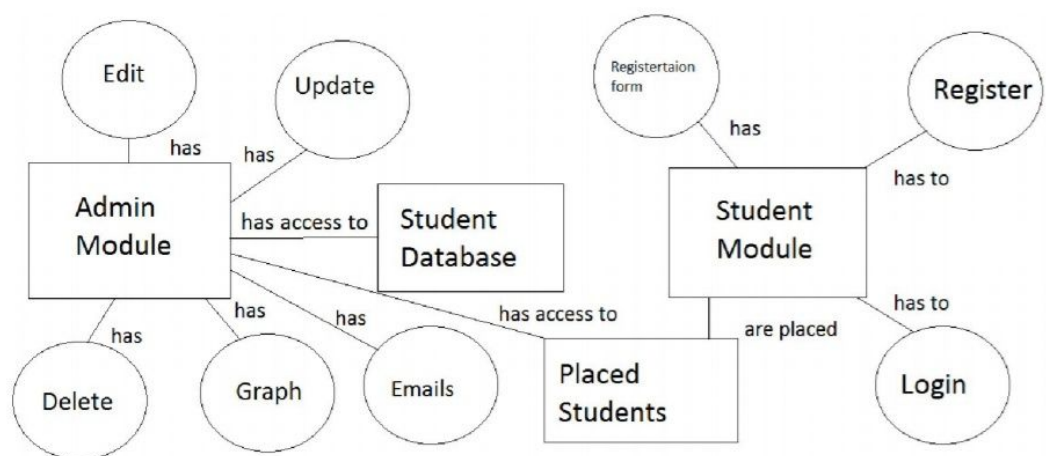 Edit
Update
Registertaion
form
Register
has
has
has
has to
Admin
Module
has access to
Student
Database
Student
Module
has
has
has
has access to
are placed
has to
Delete
Graph
Emails
Placed
Students
Login